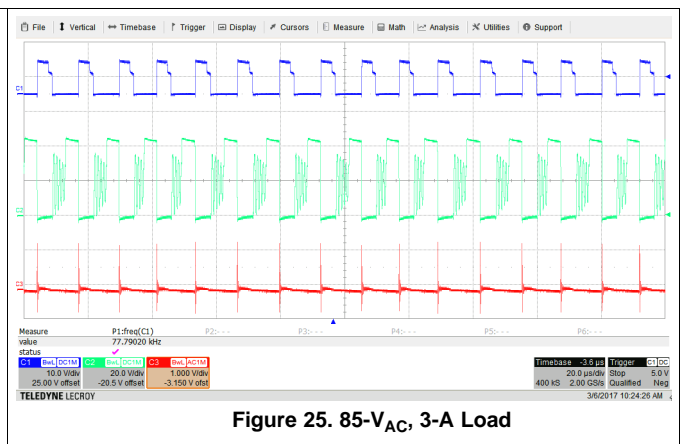 File Vertical Timebase Trigger Display Cursors Measure Math Analysis Utilities Support
C1
C2
C3
Measure P1:freq(C1) P2:- - - P3:- - - P4:- - - P5:- - - P6:- - -
value 77.79020 kHz
status
C1 BwL DC1M C2 BwL DC1M C3 BwL AC1M Timebase -3.6 µs Trigger C1 DC
10.0 V/div 20.0 V/div 1.000 V/div 20.0 µs/div Stop 5.0 V
25.00 V offset -20.5 V offset -3.150 V ofst 400 kS 2.00 GS/s Qualified Neg
TELEDYNE LECROY 3/6/2017 10:24:26 AM
Figure 25. 85-VAC, 3-A Load